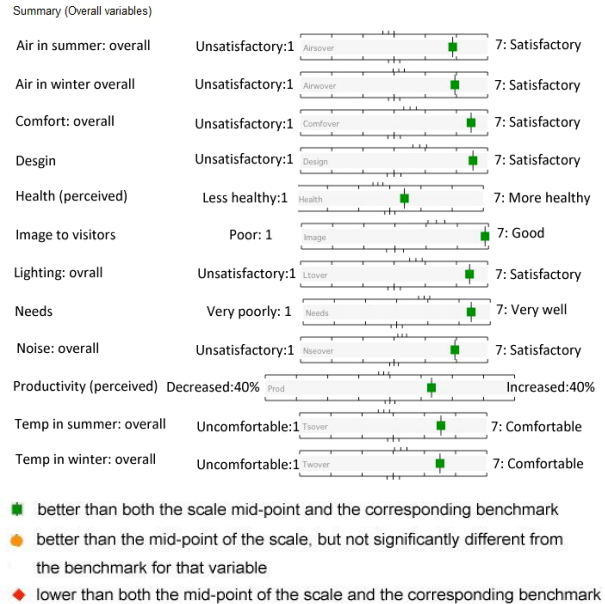 Summary (Overall variables)
Air in summer: overall Unsatisfactory:1 Airsover 7: Satisfactory
Air in winter overall Unsatisfactory:1 Airwover 7: Satisfactory
Comfort: overall Unsatisfactory:1 Comfover 7: Satisfactory
Desgin Unsatisfactory:1 Design 7: Satisfactory
Health (perceived) Less healthy:1 Health 7: More healthy
Image to visitors Poor: 1 Image 7: Good
Lighting: ovrall Unsatisfactory:1 Ltover 7: Satisfactory
Needs Very poorly: 1 Needs 7: Very well
Noise: overall Unsatisfactory:1 Nseover 7: Satisfactory
Productivity (perceived) Decreased:40% Prod Increased:40%
Temp in summer: overall Uncomfortable:1 Tsover 7: Comfortable
Temp in winter: overall Uncomfortable:1 Twover 7: Comfortable
better than both the scale mid-point and the corresponding benchmark
better than the mid-point of the scale, but not significantly different from
the benchmark for that variable
lower than both the mid-point of the scale and the corresponding benchmark